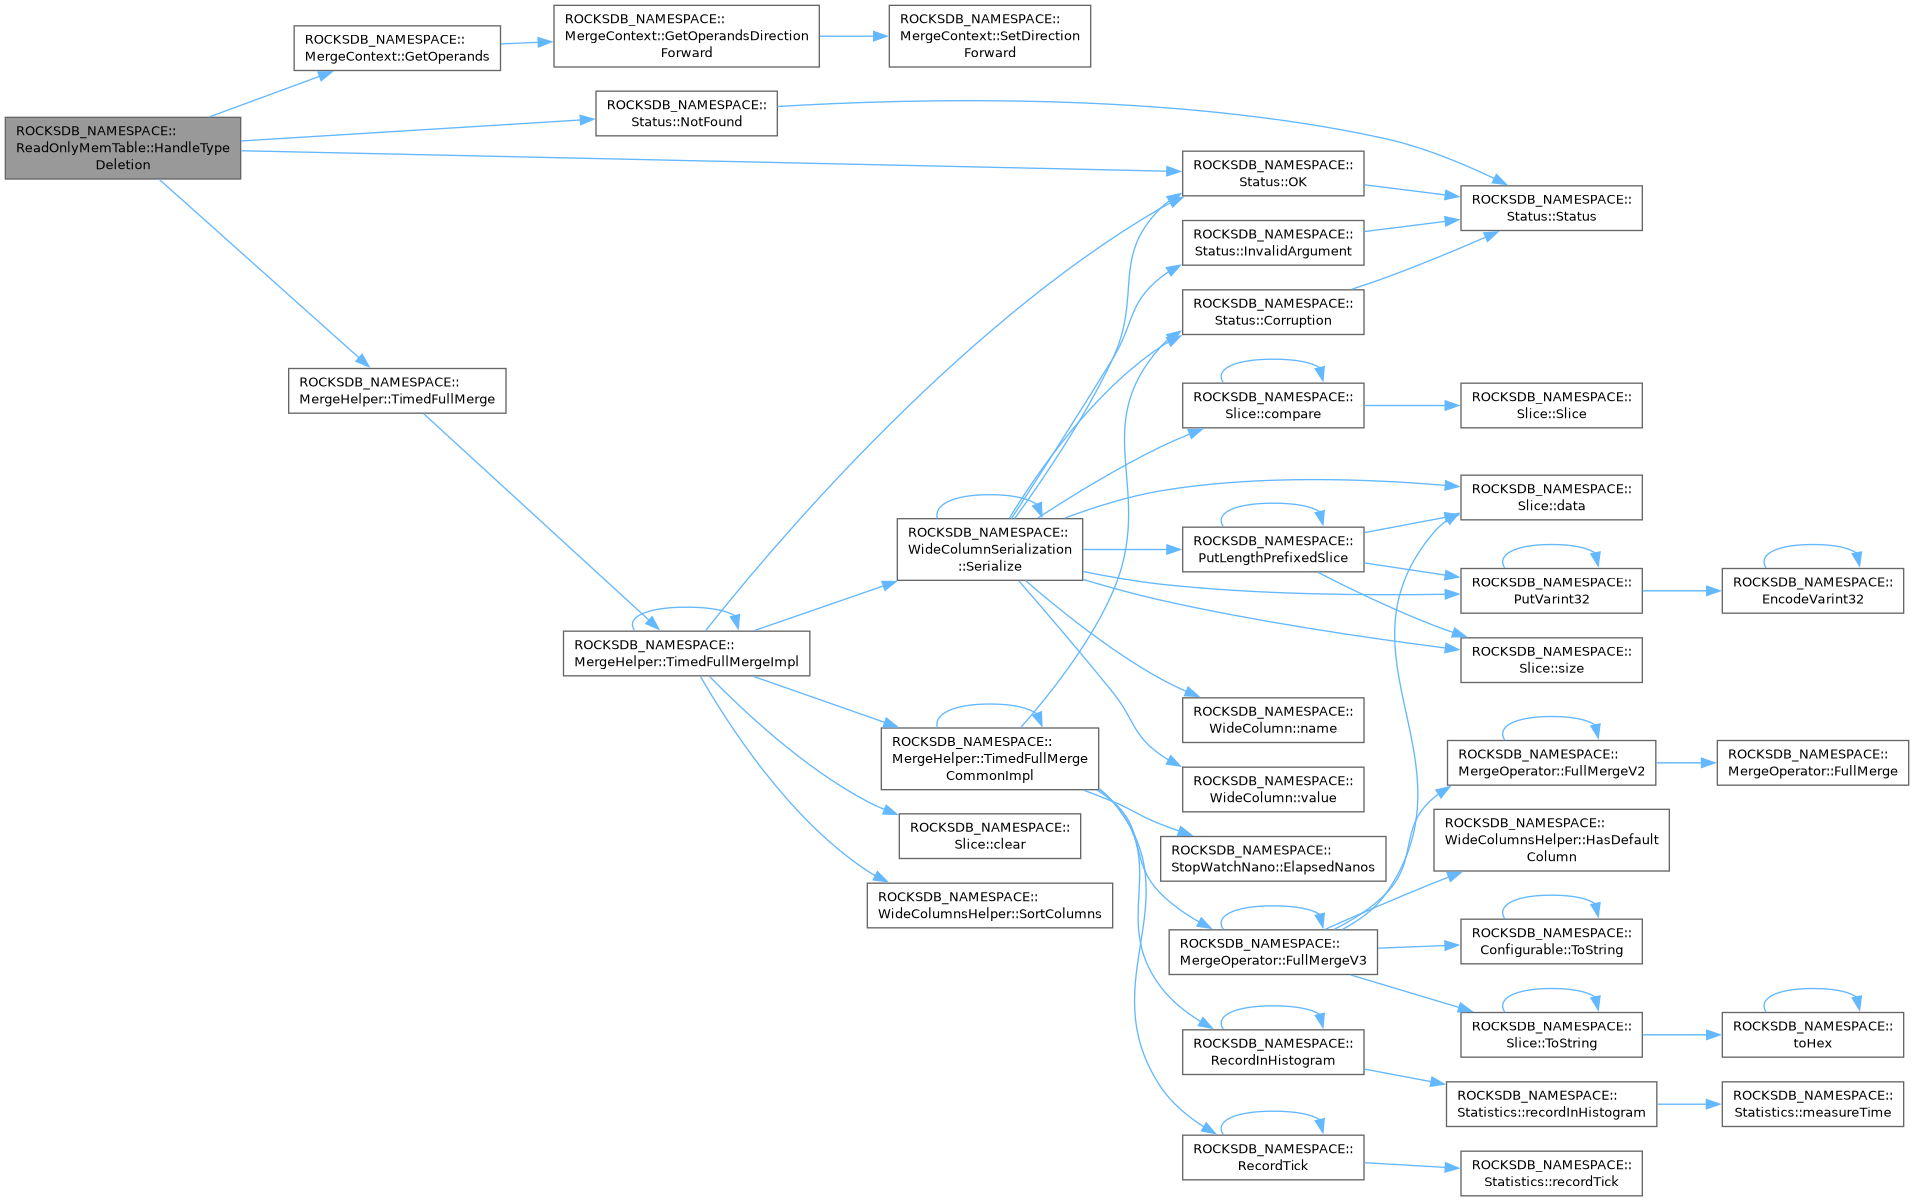 ROCKSDB_NAMESPACE::
ReadOnlyMemTable::HandleType
Deletion
ROCKSDB_NAMESPACE::
MergeContext::GetOperands
ROCKSDB_NAMESPACE::
MergeContext::GetOperandsDirection
Forward
ROCKSDB_NAMESPACE::
MergeContext::SetDirection
Forward
ROCKSDB_NAMESPACE::
Status::NotFound
ROCKSDB_NAMESPACE::
Status::OK
ROCKSDB_NAMESPACE::
Status::Status
ROCKSDB_NAMESPACE::
Status::InvalidArgument
ROCKSDB_NAMESPACE::
Status::Corruption
ROCKSDB_NAMESPACE::
MergeHelper::TimedFullMerge
ROCKSDB_NAMESPACE::
Slice::compare
ROCKSDB_NAMESPACE::
Slice::Slice
ROCKSDB_NAMESPACE::
Slice::data
ROCKSDB_NAMESPACE::
WideColumnSerialization
::Serialize
ROCKSDB_NAMESPACE::
PutLengthPrefixedSlice
ROCKSDB_NAMESPACE::
PutVarint32
ROCKSDB_NAMESPACE::
EncodeVarint32
ROCKSDB_NAMESPACE::
MergeHelper::TimedFullMergeImpl
ROCKSDB_NAMESPACE::
Slice::size
ROCKSDB_NAMESPACE::
WideColumn::name
ROCKSDB_NAMESPACE::
MergeHelper::TimedFullMerge
CommonImpl
ROCKSDB_NAMESPACE::
WideColumn::value
ROCKSDB_NAMESPACE::
MergeOperator::FullMergeV2
ROCKSDB_NAMESPACE::
MergeOperator::FullMerge
ROCKSDB_NAMESPACE::
Slice::clear
ROCKSDB_NAMESPACE::
StopWatchNano::ElapsedNanos
ROCKSDB_NAMESPACE::
WideColumnsHelper::HasDefault
Column
ROCKSDB_NAMESPACE::
WideColumnsHelper::SortColumns
ROCKSDB_NAMESPACE::
MergeOperator::FullMergeV3
ROCKSDB_NAMESPACE::
Configurable::ToString
ROCKSDB_NAMESPACE::
Slice::ToString
ROCKSDB_NAMESPACE::
toHex
ROCKSDB_NAMESPACE::
RecordInHistogram
ROCKSDB_NAMESPACE::
Statistics::recordInHistogram
ROCKSDB_NAMESPACE::
Statistics::measureTime
ROCKSDB_NAMESPACE::
RecordTick
ROCKSDB_NAMESPACE::
Statistics::recordTick